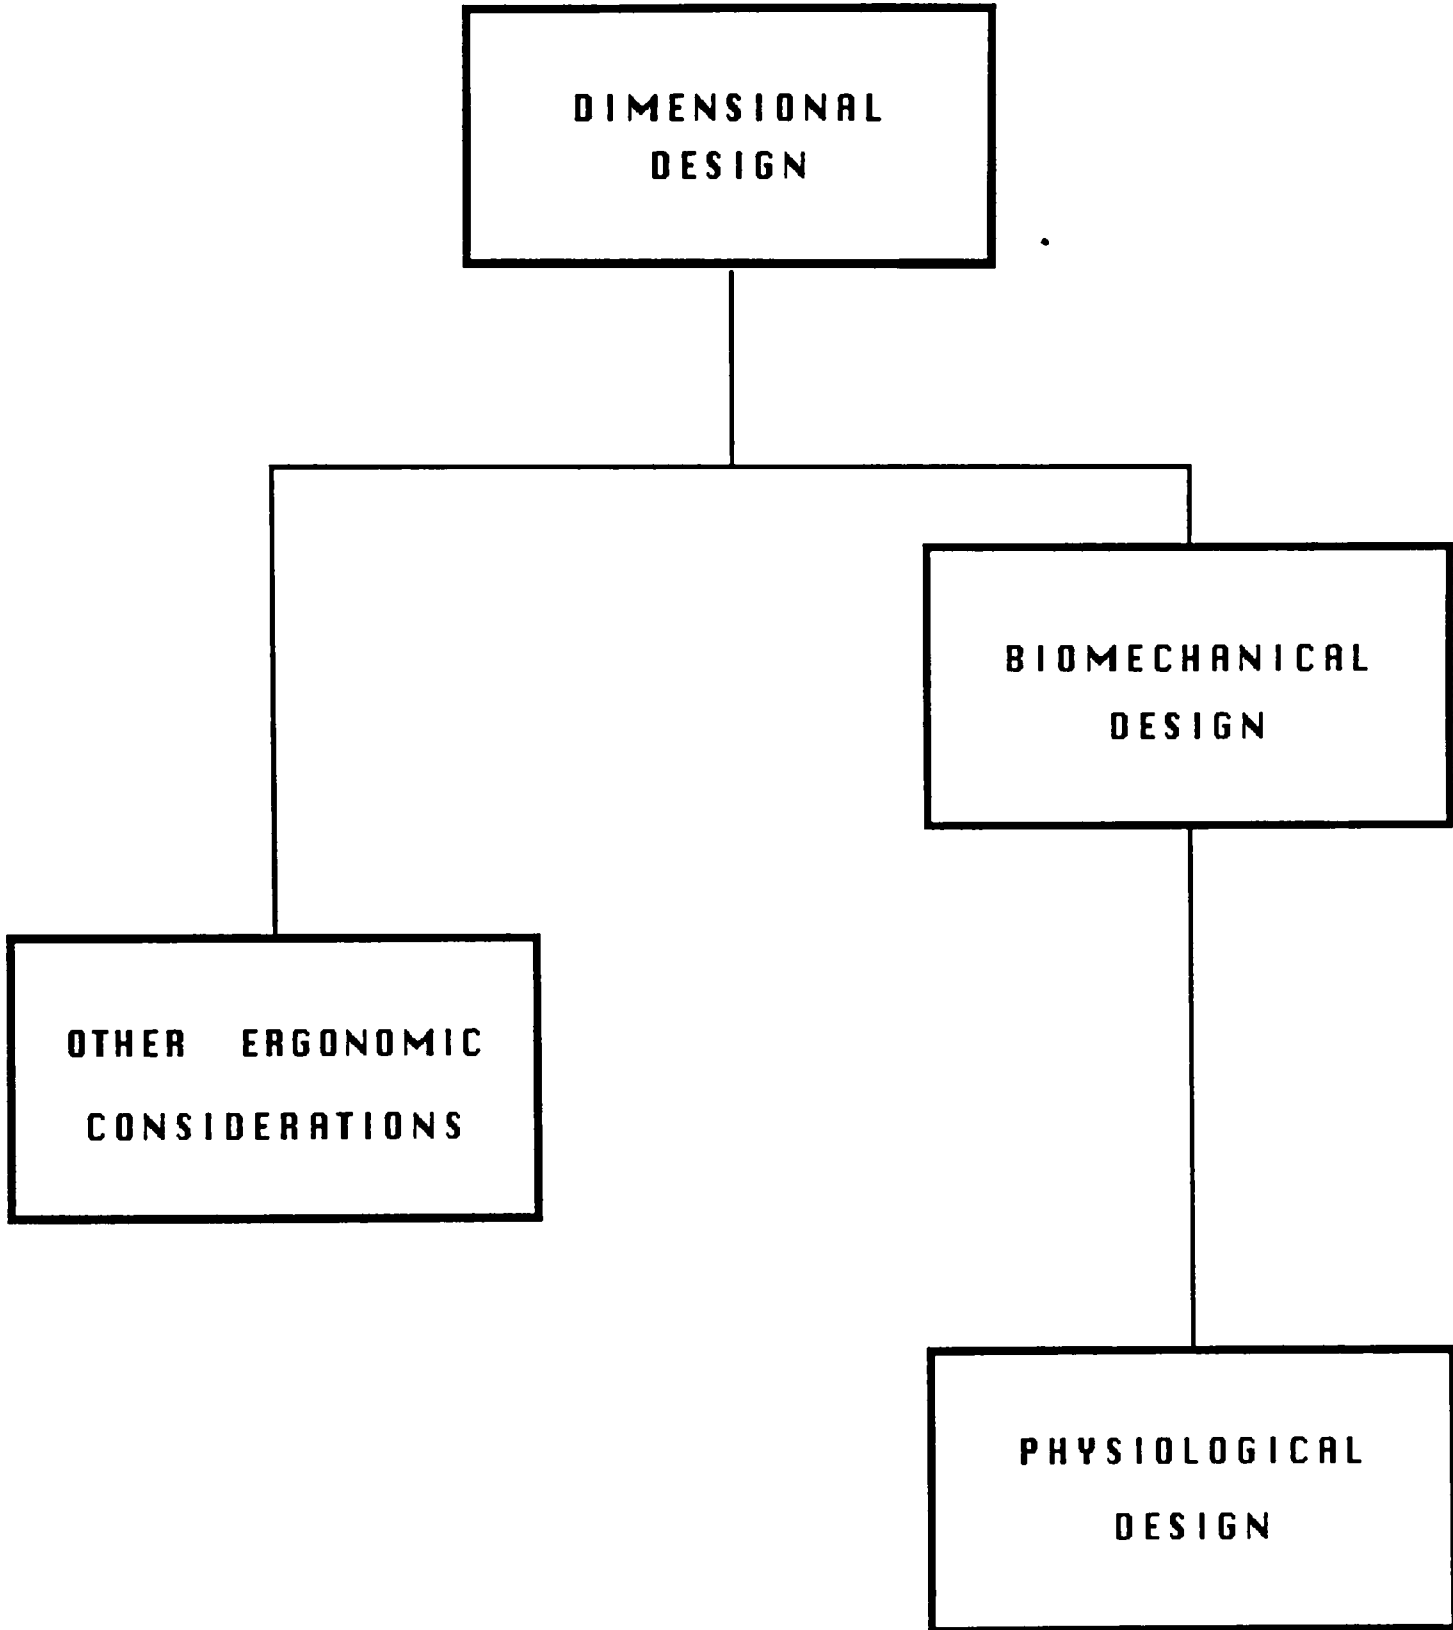 DIMENSIONAL
DESIGN
BIOMECHANICAL
DESIGN
OTHER ERGONOMIC
CONSIDERATIONS
PHYSIOLOGICAL
DESIGN